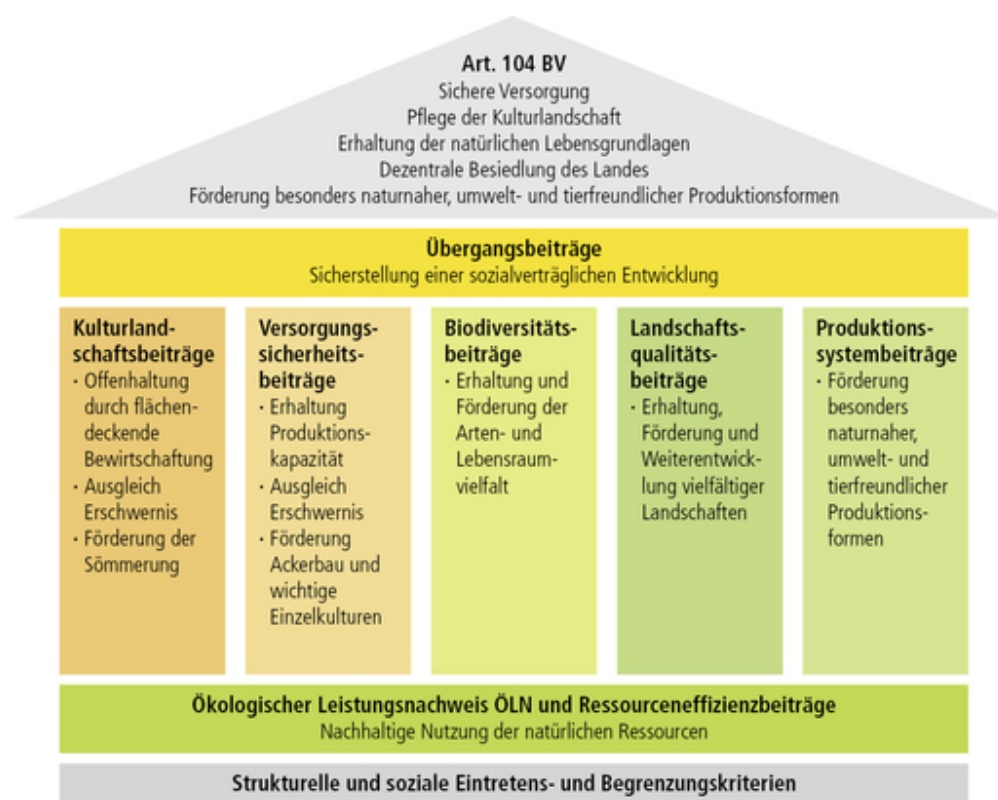 Art. 104 BV
Sichere Versorgung
Pflege der Kulturlandschaft
Erhaltung der natürlichen Lebensgrundlagen
Dezentrale Besiedlung des Landes
Förderung besonders naturnaher, umwelt- und tierfreundlicher Produktionsformen
Übergangsbeiträge
Sicherstellung einer sozialverträglichen Entwicklung
Kulturland-
schaftsbeiträge
· Offenhaltung
durch flächen-
deckende
Bewirtschaftung
· Ausgleich
Erschwernis
· Förderung der
Sömmerung
Versorgungs-
sicherheits-
beiträge
· Erhaltung
Produktions-
kapazität
· Ausgleich
Erschwernis
· Förderung
Ackerbau und
wichtige
Einzelkulturen
Biodiversitäts-
beiträge
· Erhaltung und
Förderung der
Arten- und
Lebensraum-
vielfalt
Landschafts-
qualitäts-
beiträge
· Erhaltung,
Förderung und
Weiterentwick-
lung vielfältiger
Landschaften
Produktions-
systembeiträge
· Förderung
besonders
naturnaher,
umwelt- und
tierfreundlicher
Produktions-
formen
Ökologischer Leistungsnachweis ÖLN und Ressourceneffizienzbeiträge
Nachhaltige Nutzung der natürlichen Ressourcen
Strukturelle und soziale Eintretens- und Begrenzungskriterien